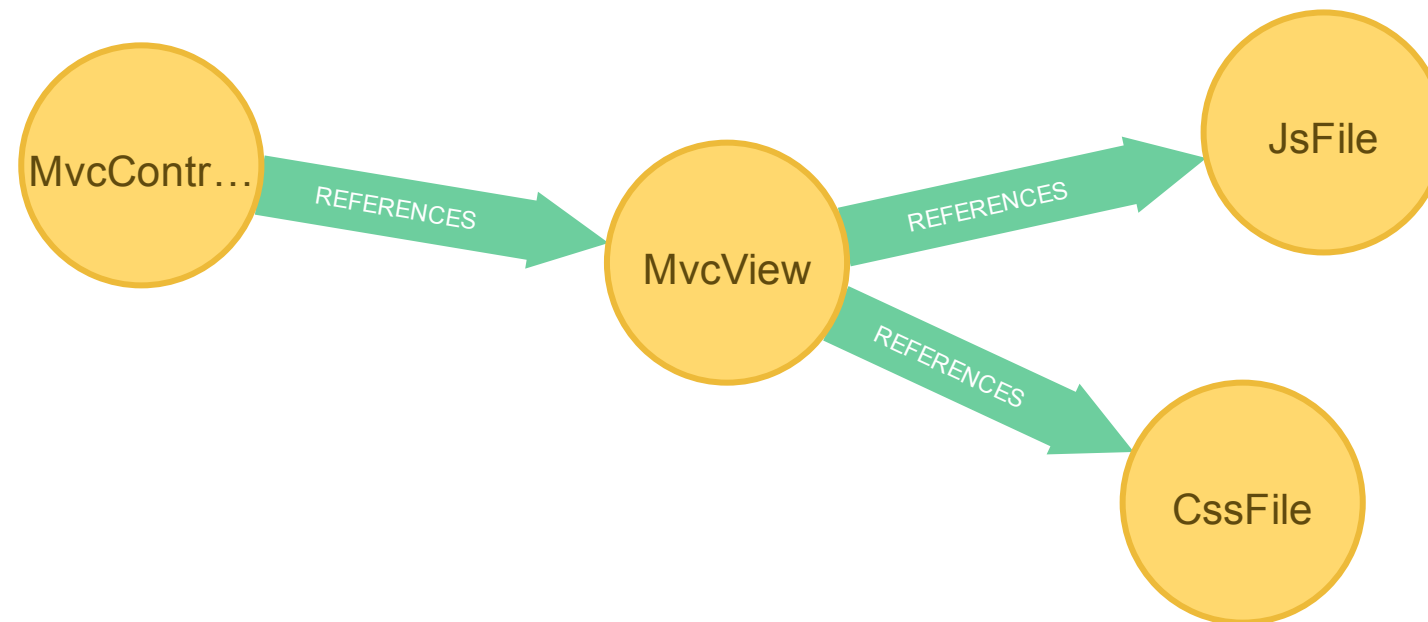 MvcContr…
REFERENCES
MvcView
REFERENCES
JsFile
REFERENCES
CssFile